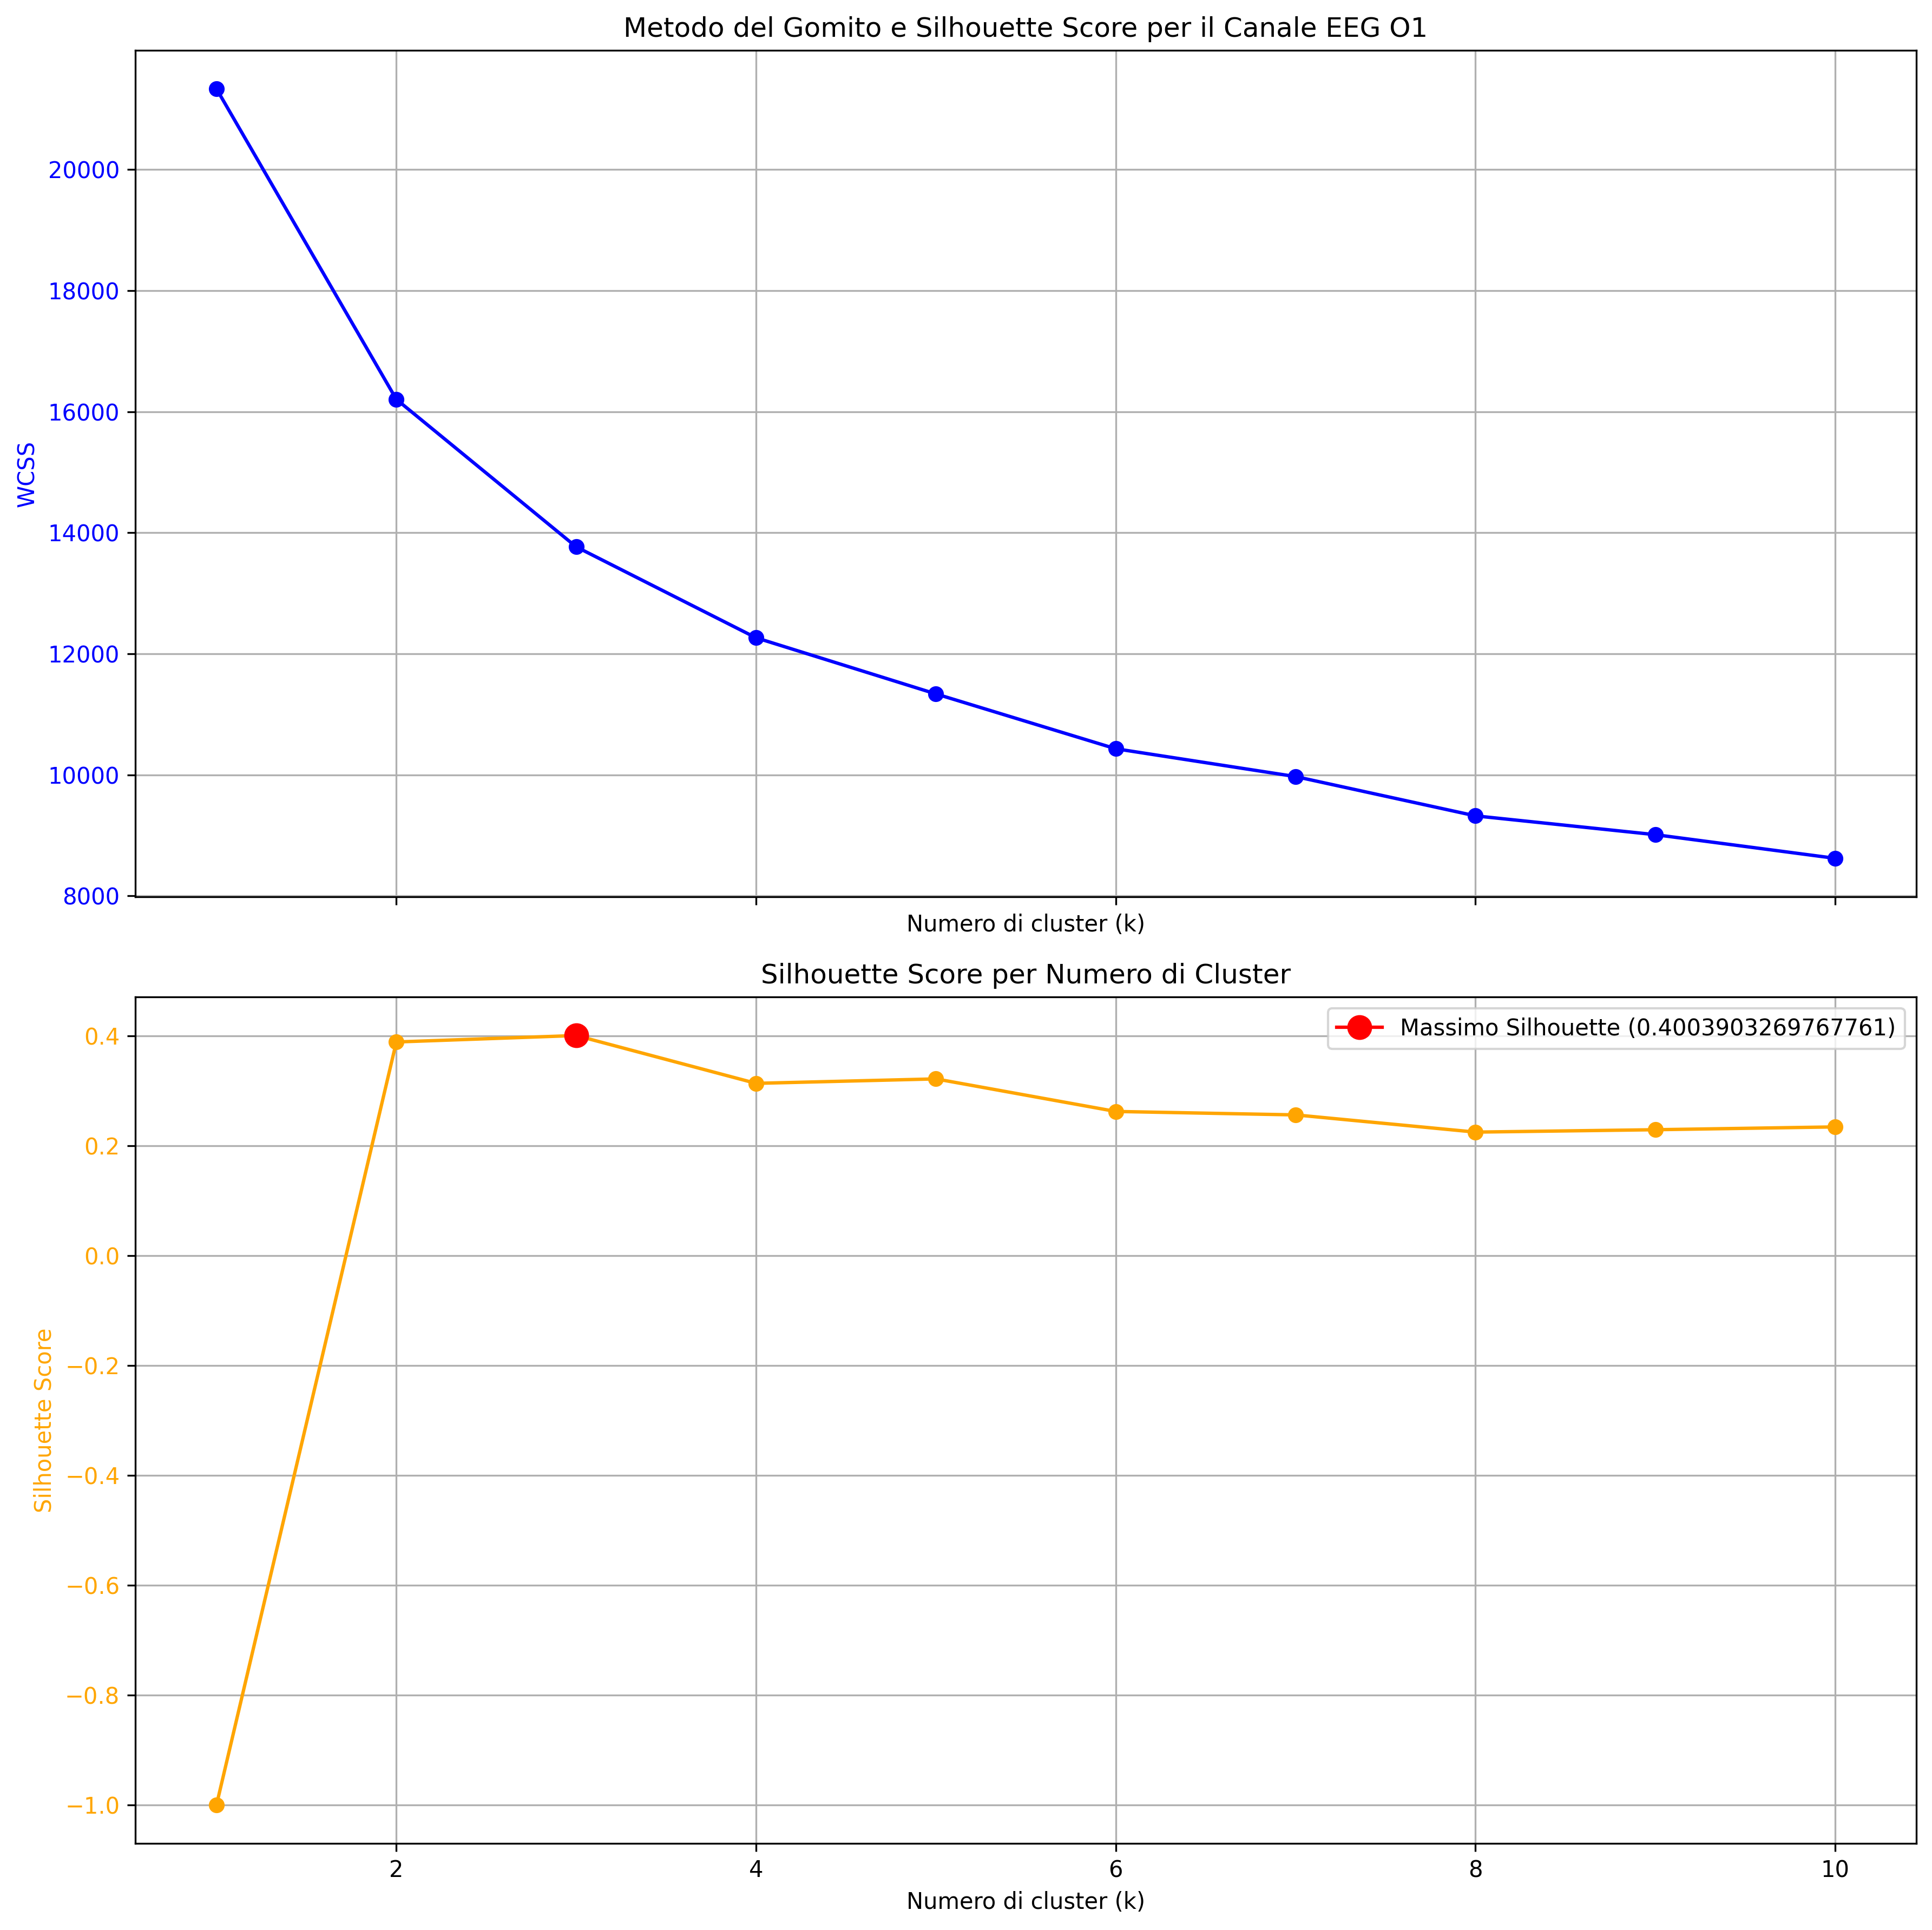 Metodo del Gomito e Silhouette Score per il Canale EEG O1
20000
18000
16000
14000
12000
10000
8000
WCSS
Numero di cluster (k)
Silhouette Score per Numero di Cluster
Massimo Silhouette (0.4003903269767761)
0.4
0.2
0.0
−0.2
−0.4
−0.6
−0.8
−1.0
Silhouette Score
2 4 6 8 10
Numero di cluster (k)